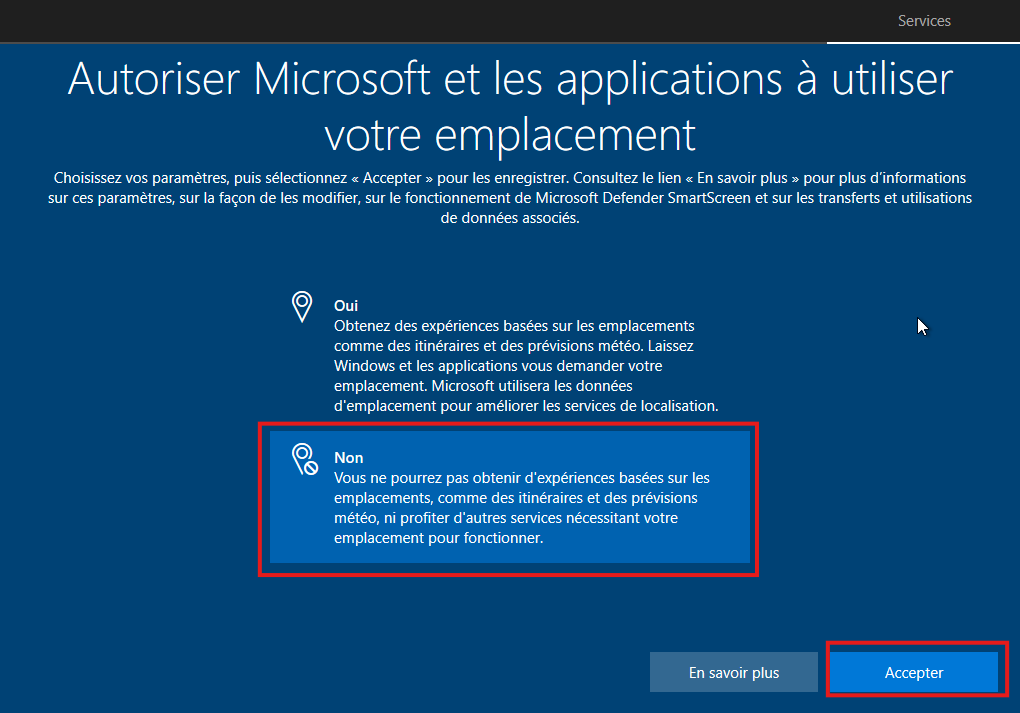 Services
Autoriser Microsoft et les applications à utiliser
votre emplacement
Choisissez vos paramètres, puis sélectionnez « Accepter » pour les enregistrer. Consultez le lien « En savoir plus » pour plus d'informations
sur ces paramètres, sur la façon de les modifier, sur le fonctionnement de Microsoft Defender SmartScreen et sur les transferts et utilisations
de données associés.
Oui
Obtenez des expériences basées sur les emplacements
comme des itinéraires et des prévisions météo. Laissez
Windows et les applications vous demander votre
emplacement. Microsoft utilisera les données
d'emplacement pour améliorer les services de localisation.
Non
Vous ne pourrez pas obtenir d'expériences basées sur les
emplacements, comme des itinéraires et des prévisions
météo, ni profiter d'autres services nécessitant votre
emplacement pour fonctionner.
En savoir plus
Accepter